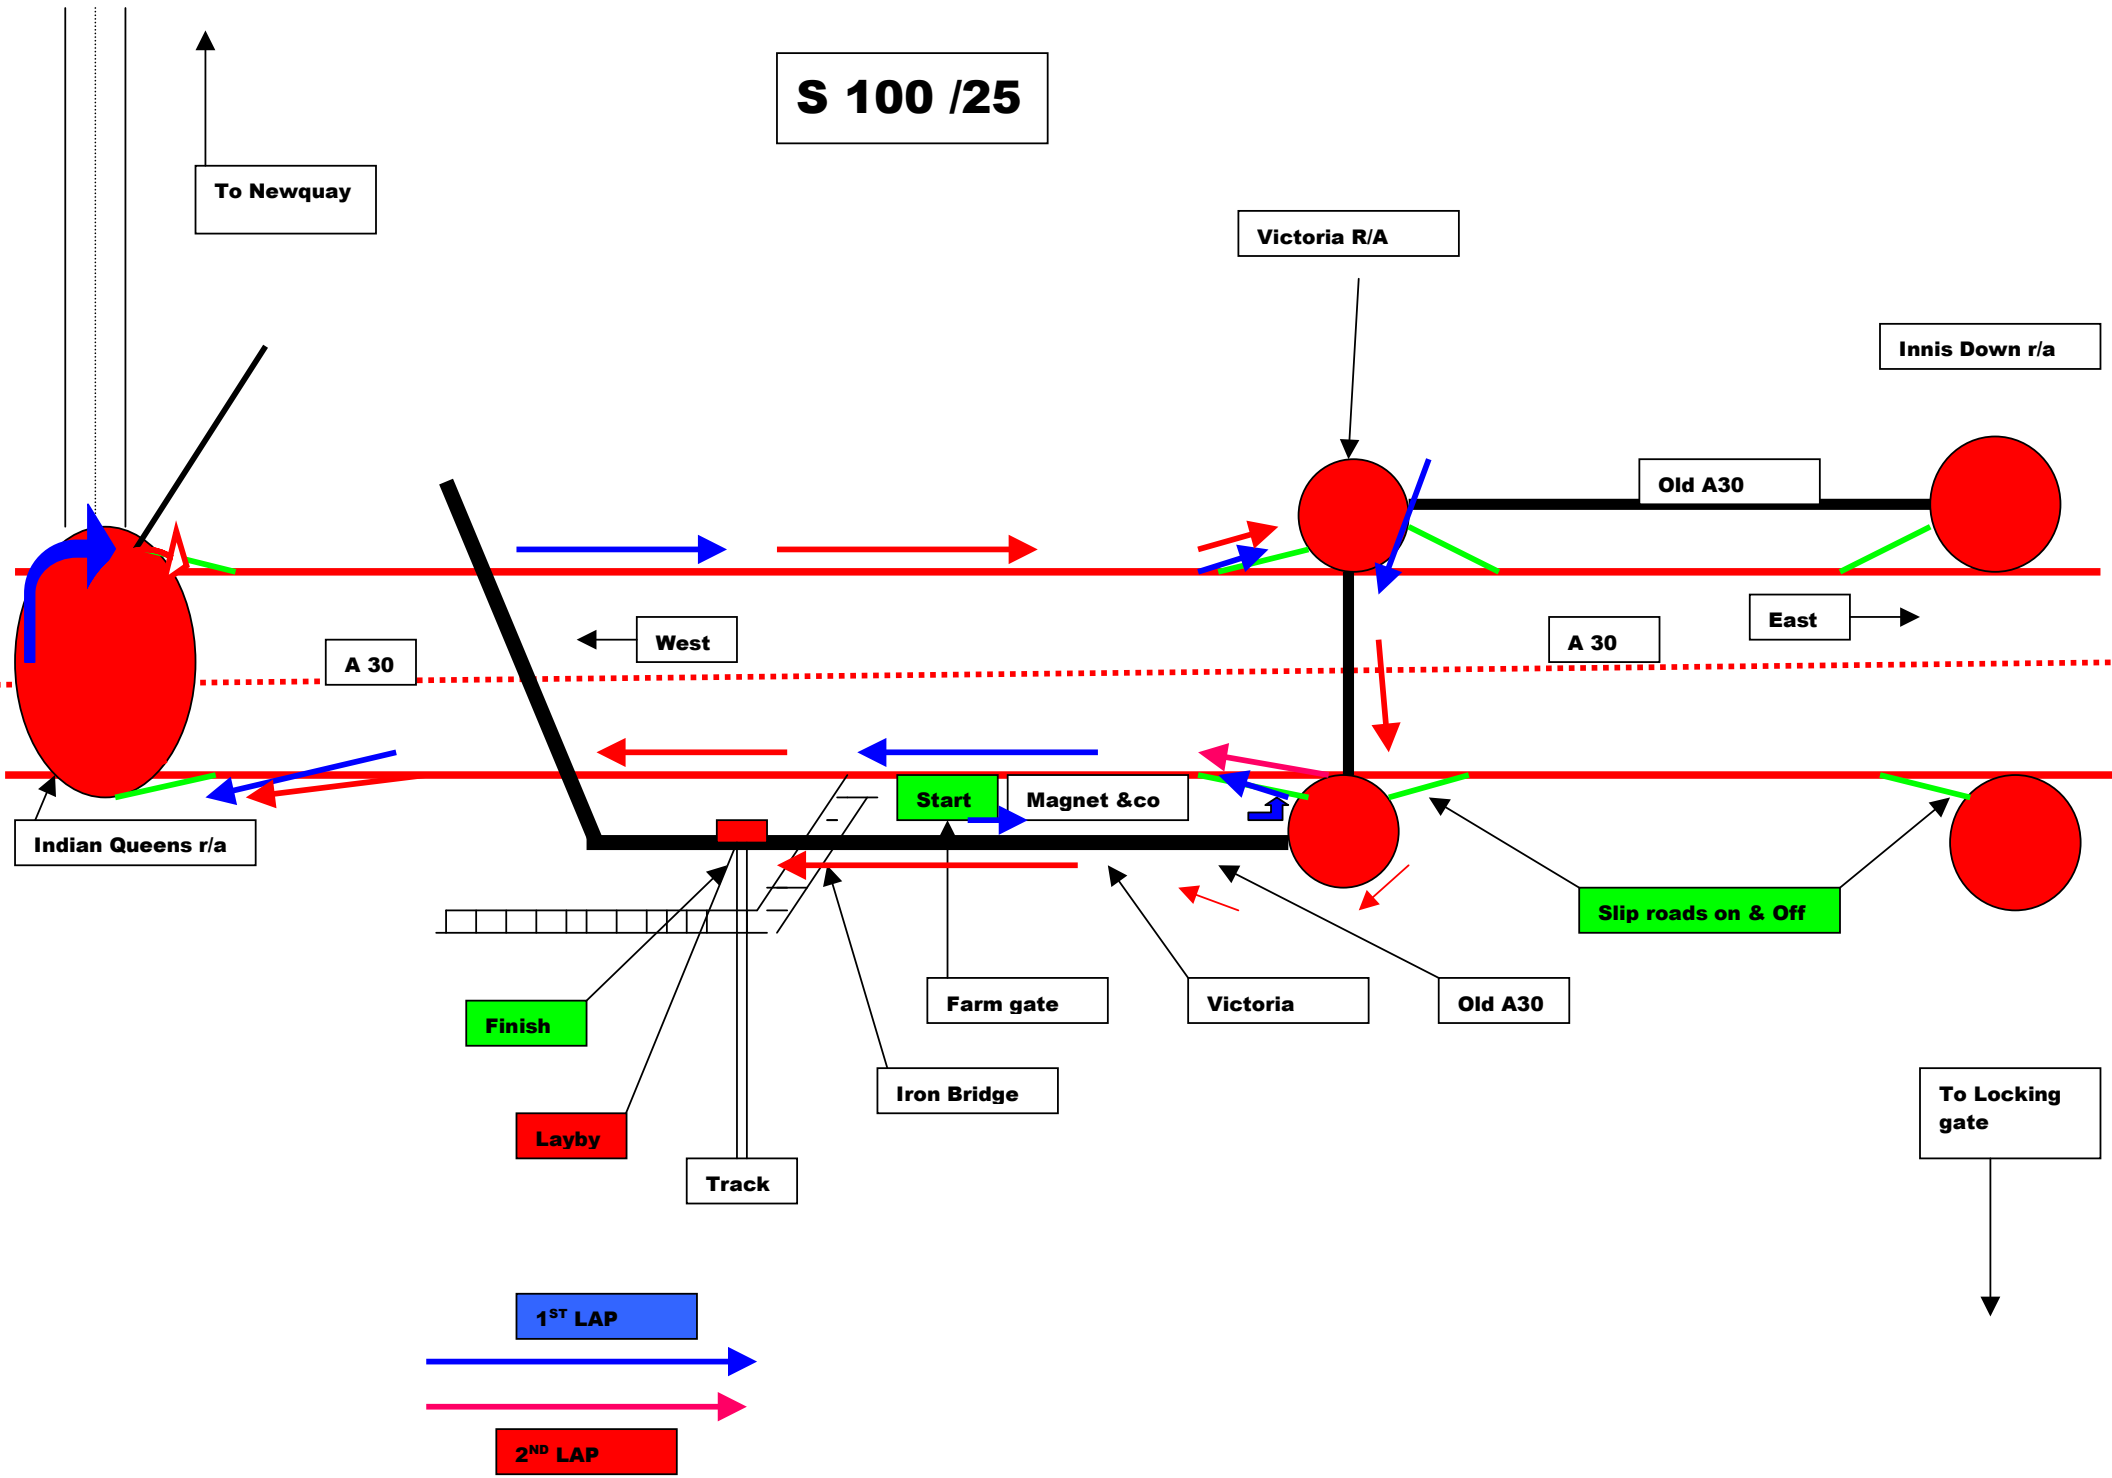 S 100 /25
To Newquay
Victoria R/A
Innis Down r/a
Old A30
East
West
A 30
A 30
Start
Magnet &co
Indian Queens r/a
Slip roads on & Off
Finish
Farm gate
Victoria
Old A30
Iron Bridge
Layby
Track
To Locking
gate
1ST LAP
2ND LAP